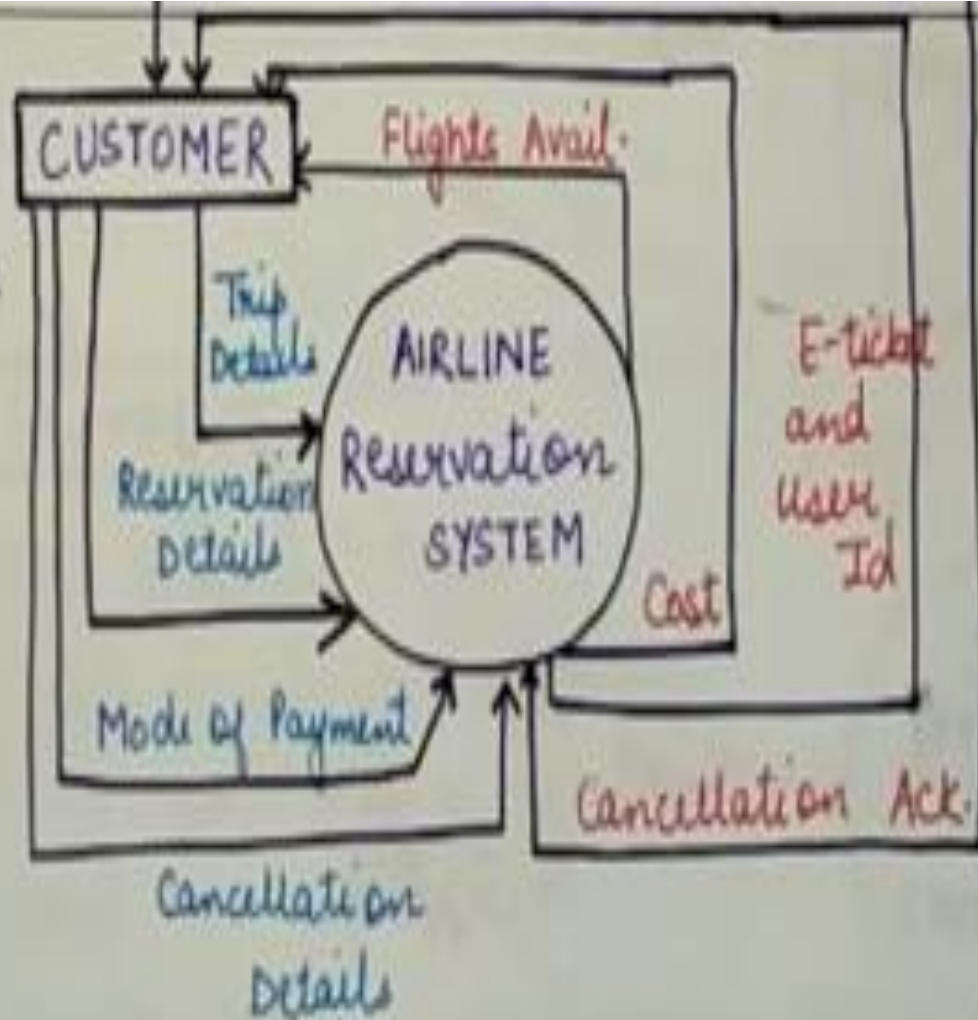 CUSTOMER
Flights Avail.
Trip
Details
AIRLINE
Reservation
SYSTEM
Reservation
Details
E-ticket
and
User
Id
Cost
Mode of Payment
Cancellation Ack.
Cancellation
Details